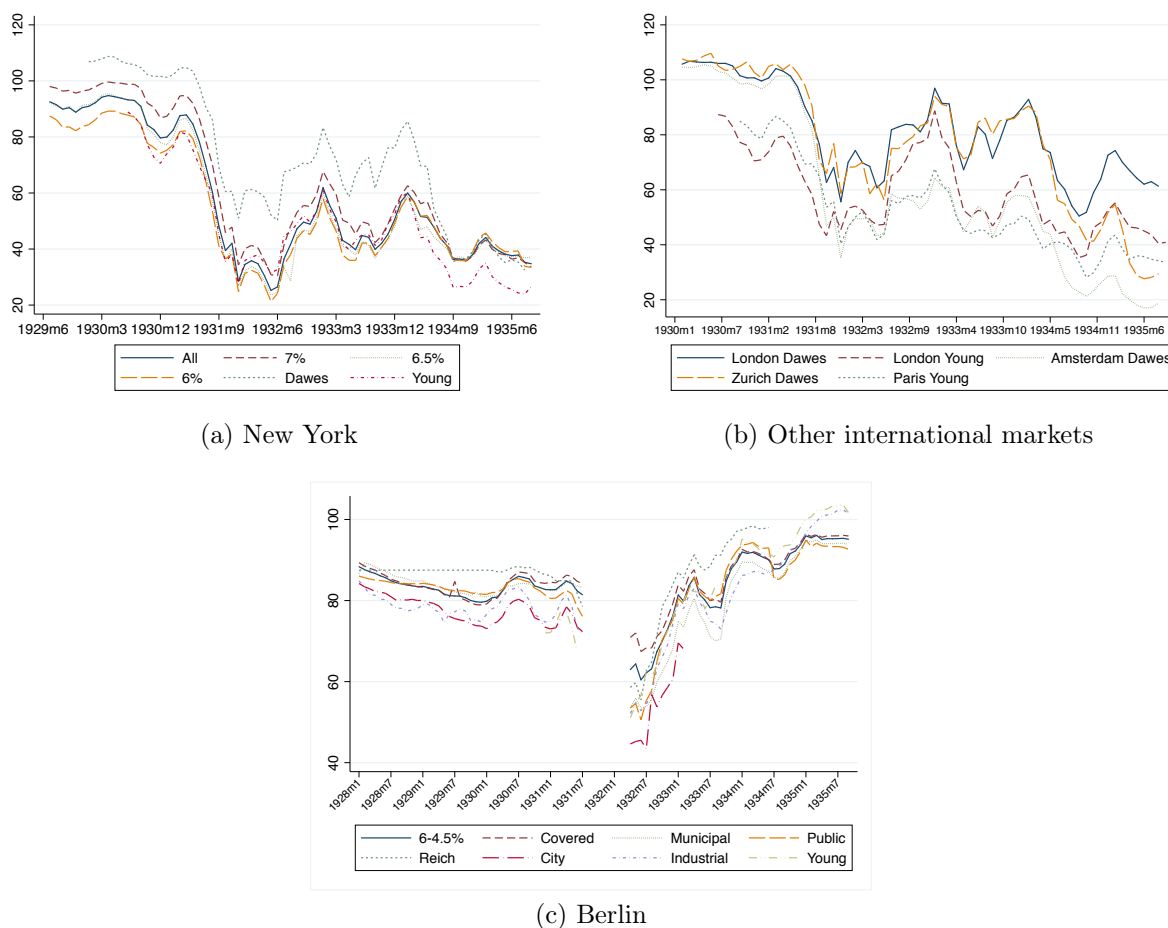 120
100
80
60
40
20
1929m6 1930m3 1930m12 1931m9 1932m6 1933m3 1933m12 1934m9 1935m6
All 7% 6.5%
6% Dawes Young
(a) New York
120
100
80
60
40
20
1930m1 1930m7 1931m2 1931m8 1932m3 1932m9 1933m4 1933m10 1934m5 1934m11 1935m6
London Dawes London Young Amsterdam Dawes
Zurich Dawes Paris Young
(b) Other international markets
100
80
60
40
1928m1 1928m7 1929m1 1929m7 1930m1 1930m7 1931m1 1931m7 1932m1 1932m7 1933m1 1933m7 1934m1 1934m7 1935m1 1935m7
6-4.5% Covered Municipal Public
Reich City Industrial Young
(c) Berlin